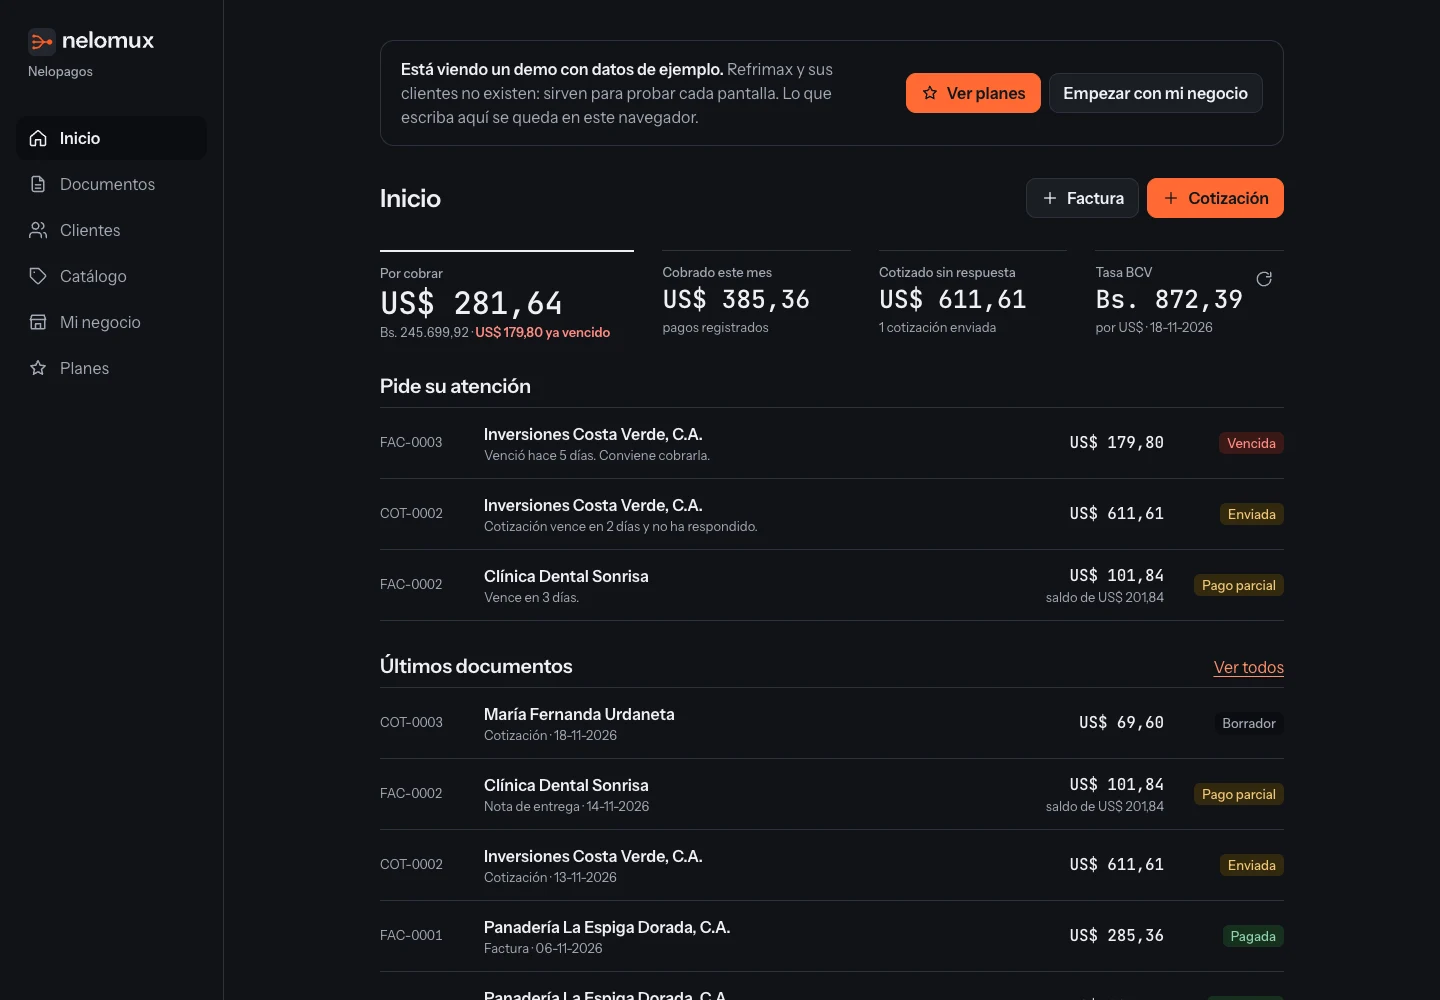 nelomux
Nelopagos
Inicio
Documentos
Clientes
Catálogo
Mi negocio
Planes
Está viendo un demo con datos de ejemplo. Refrimax y sus
clientes no existen: sirven para probar cada pantalla. Lo que
escriba aquí se queda en este navegador.
Ver planes
Empezar con mi negocio
Inicio
Factura
Cotización
Por cobrar
US$ 281,64
Bs. 245.699,92 · US$ 179,80 ya vencido
Cobrado este mes
US$ 385,36
pagos registrados
Cotizado sin respuesta
US$ 611,61
1 cotización enviada
Tasa BCV
Bs. 872,39
por US$ · 18-11-2026
Pide su atención
FAC-0003
Inversiones Costa Verde, C.A.
Venció hace 5 días. Conviene cobrarla.
US$ 179,80
Vencida
COT-0002
Inversiones Costa Verde, C.A.
Cotización vence en 2 días y no ha respondido.
US$ 611,61
Enviada
FAC-0002
Clínica Dental Sonrisa
Vence en 3 días.
US$ 101,84
saldo de US$ 201,84
Pago parcial
Últimos documentos
Ver todos
COT-0003
María Fernanda Urdaneta
Cotización · 18-11-2026
US$ 69,60
Borrador
FAC-0002
Clínica Dental Sonrisa
Nota de entrega · 14-11-2026
US$ 101,84
saldo de US$ 201,84
Pago parcial
COT-0002
Inversiones Costa Verde, C.A.
Cotización · 13-11-2026
US$ 611,61
Enviada
FAC-0001
Panadería La Espiga Dorada, C.A.
Factura · 06-11-2026
US$ 285,36
Pagada
Panadería La Espiga Dorada, C.A.